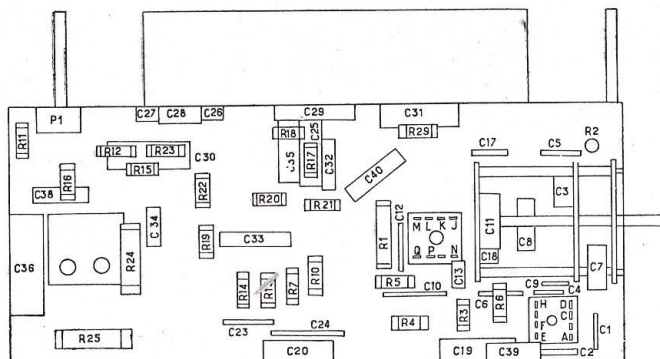 C27 C28 C26 C29 C31
P1
R11
R18 C25 R29
R2
R12 R23 C30 C35 R17 C32 C17 C5
R15
R16 C38 R22 C40 C3
R20 R21
C34 C12 M L K J C11
C36 R24 R19 C33 R1 C8
Q P N C18
R14 R7 R10 R5 C13 C7
C10 C6 R6 C9 C4
H D
C
F
E A
C1
C23 C24 R4 R3
R25 C20 C19 C39 C2